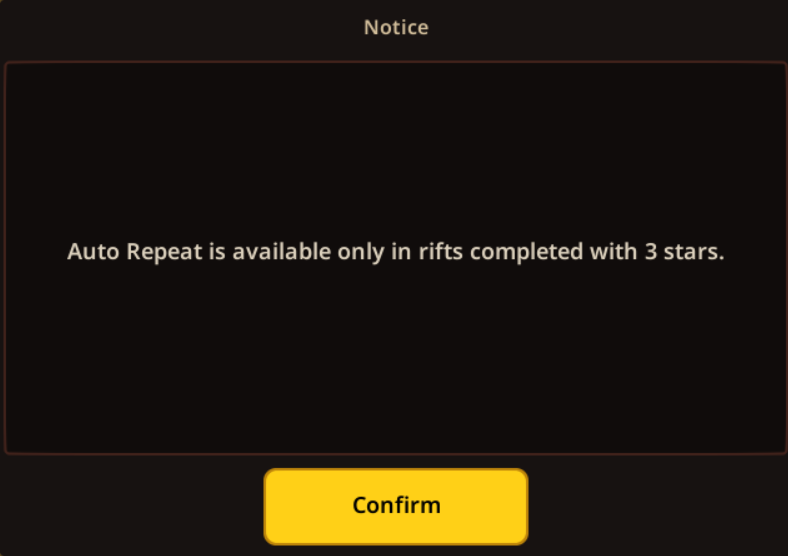 Notice
Auto Repeat is available only in rifts completed with 3 stars.
Confirm